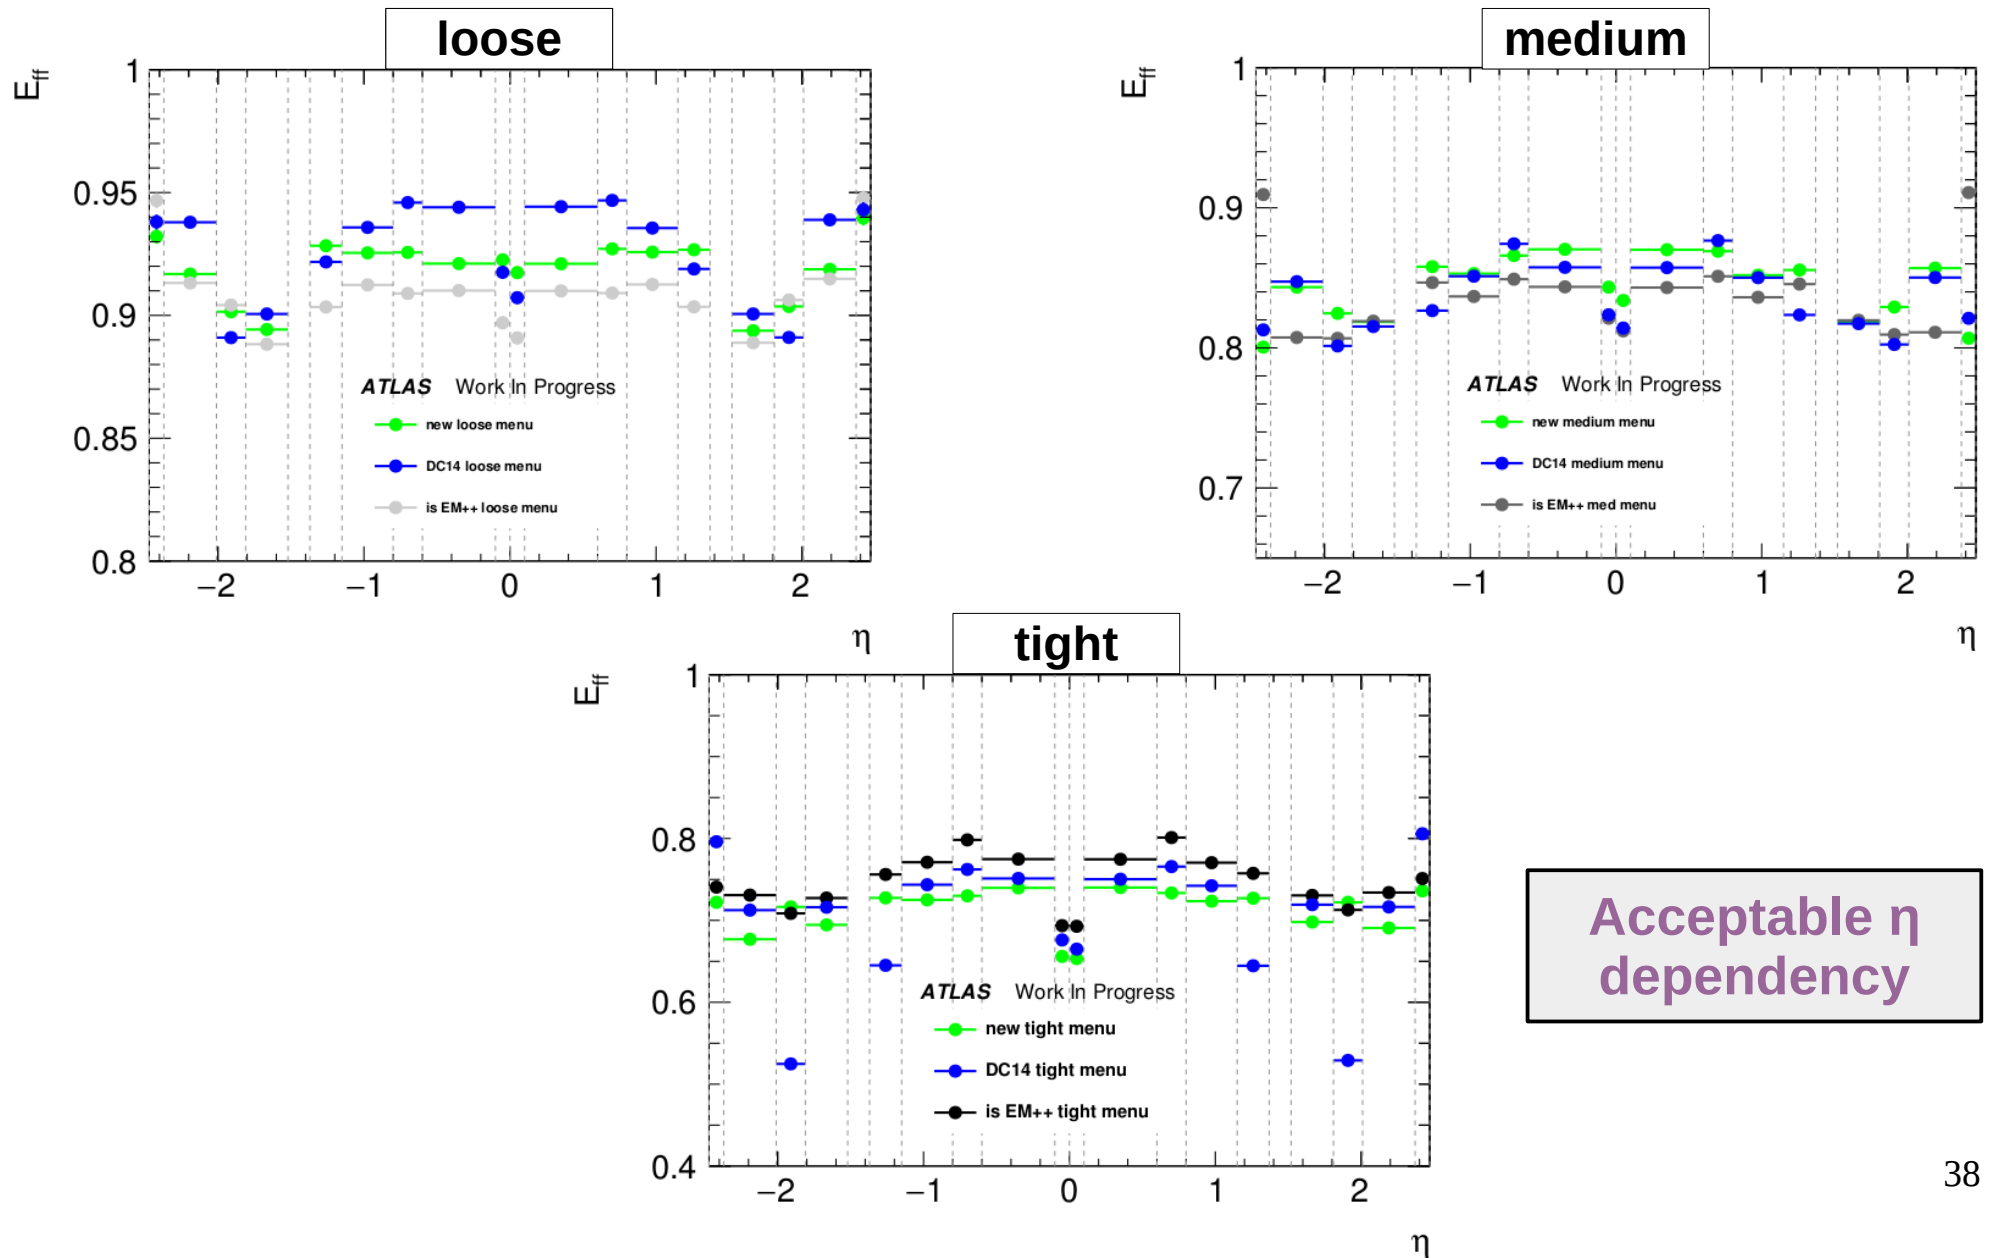 loose
E_ff
1
0.95
0.9
0.85
0.8
ATLAS Work In Progress
new loose menu
DC14 loose menu
is EM++ loose menu
−2 −1 0 1 2
η
medium
E_ff
1
0.9
0.8
0.7
ATLAS Work In Progress
new medium menu
DC14 medium menu
is EM++ med menu
−2 −1 0 1 2
η
tight
E_ff
1
0.8
0.6
0.4
ATLAS Work In Progress
new tight menu
DC14 tight menu
is EM++ tight menu
−2 −1 0 1 2
η
Acceptable η
dependency
38